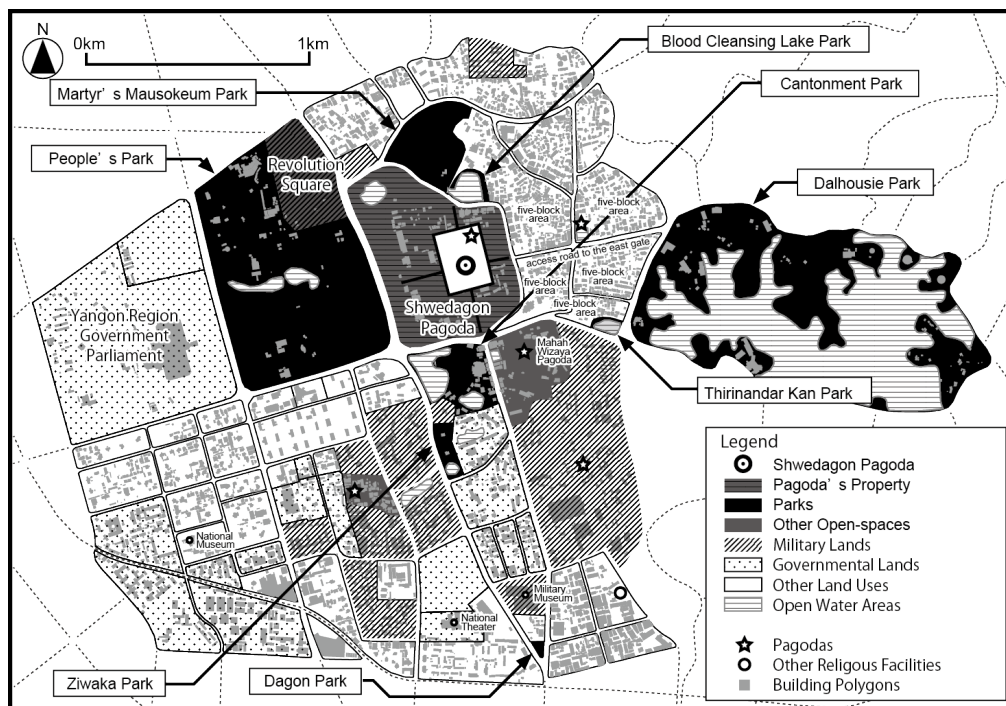 N
0km
1km
Blood Cleansing Lake Park
Martyr' s Mausokeum Park
Cantonment Park
People' s Park
Revolution
Square
Dalhousie Park
five-block
area
five-block
area
access road to the east gate
five-block
area
five-block
area
five-block
area
Shwedagon
Pagoda
Yangon Region
Government
Parliament
Mahah
Wizaya
Pagoda
Thirinandar Kan Park
National
Museum
Military
Museum
National
Theater
Ziwaka Park
Dagon Park
Legend
Shwedagon Pagoda
Pagoda' s Property
Parks
Other Open-spaces
Military Lands
Governmental Lands
Other Land Uses
Open Water Areas
Pagodas
Other Religous Facilities
Building Polygons